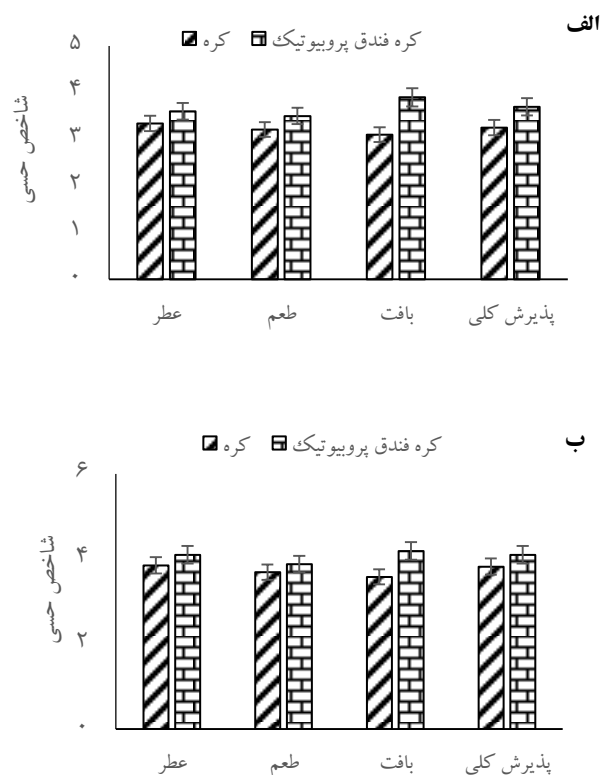 الف
کره فندق پروبیوتیک
کره
شاخص حسی
۵
۴
۳
۲
۱
۰
عطر
طعم
بافت
پذیرش کلی
ب
کره فندق پروبیوتیک
کره
شاخص حسی
۶
۴
۲
۰
عطر
طعم
بافت
پذیرش کلی